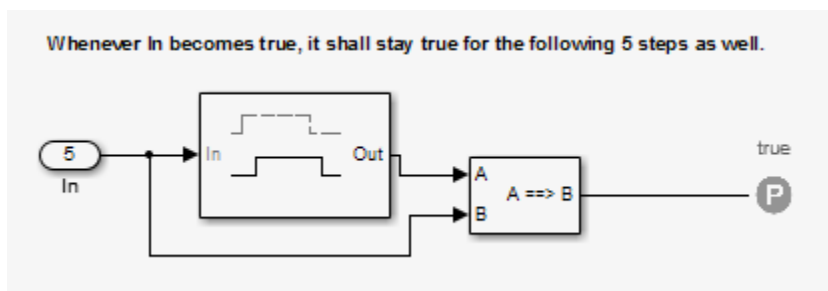 Whenever In becomes true, it shall stay true for the following 5 steps as well.
5
In
In
Out
A
A ==> B
B
true
P